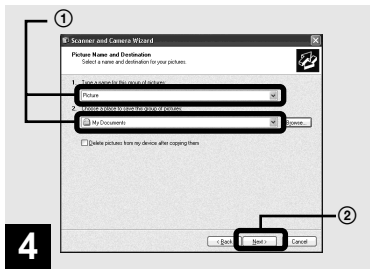 ①
Scanner and Camera Wizard
Picture Name and Destination
Select a name and destination for your pictures.
1. Type a name for this group of pictures:
Picture
2. Choose a place to save this group of pictures:
My Documents
Browse...
Delete pictures from my device after copying them
②
4
< Back
Next >
Cancel